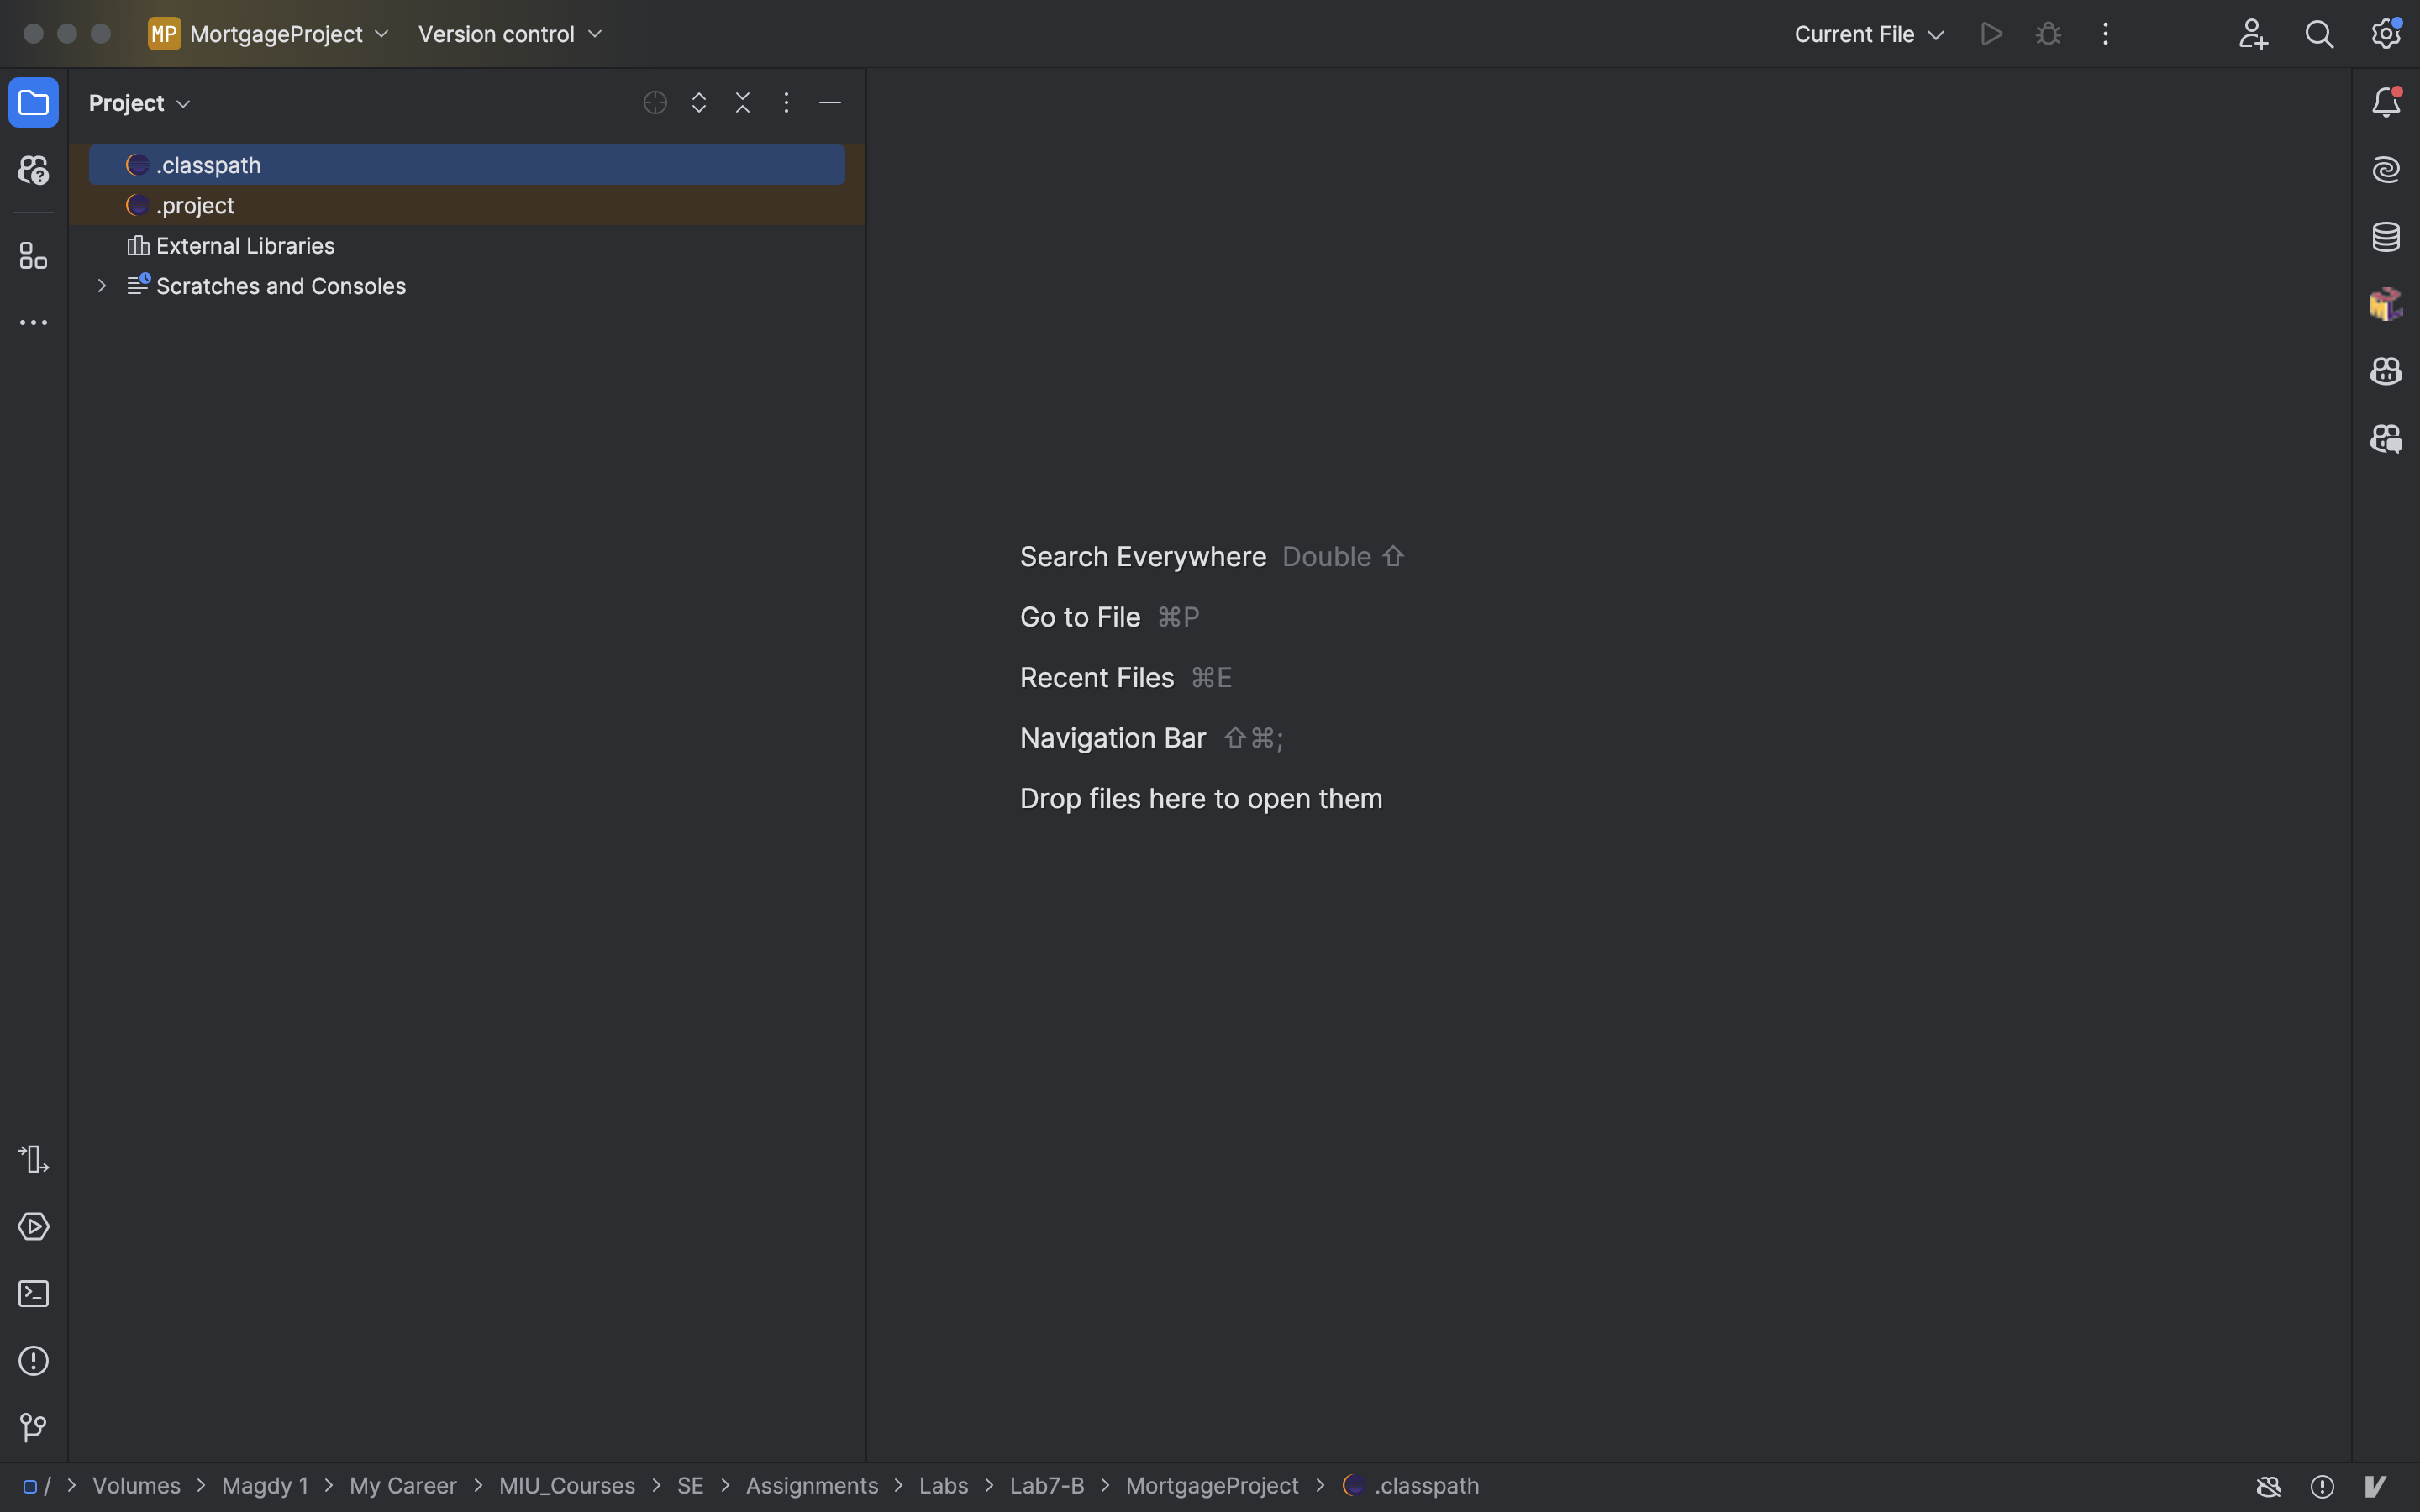 MP MortgageProject Version control Current File
Project
.classpath
.project
External Libraries
Scratches and Consoles
Search Everywhere Double ⇧
Go to File ⌘P
Recent Files ⌘E
Navigation Bar ⇧⌘;
Drop files here to open them
/ > Volumes > Magdy 1 > My Career > MIU_Courses > SE > Assignments > Labs > Lab7-B > MortgageProject > .classpath